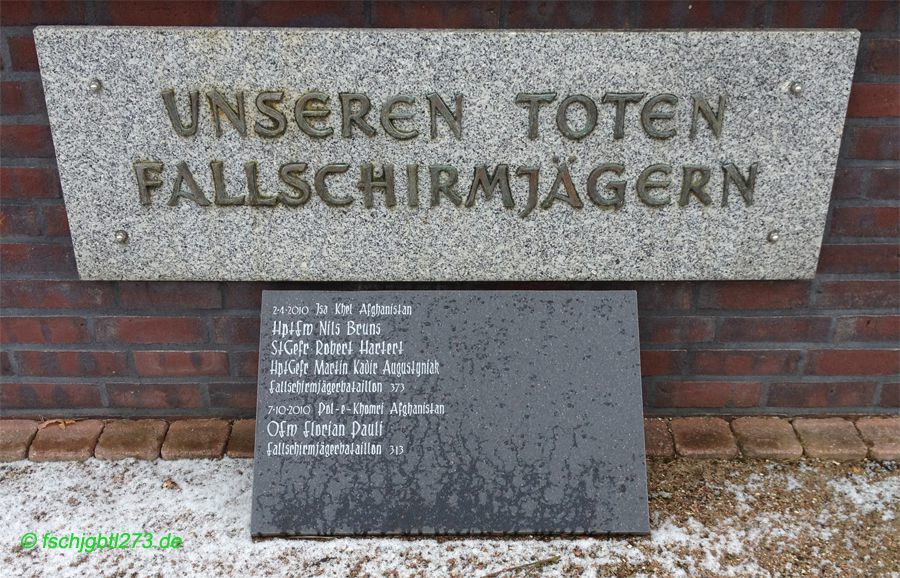 UNSEREN TOTEN
FALLSCHIRMJÄGERN
2·4·2010 Isa Khel Afghanistan
HptFw Nils Bruns
StGefr Robert Hartert
HptGefr Martin Kadir Augustyniak
Fallschirmjägerbataillon 373
7·10·2010 Pol-e-Khomri Afghanistan
OFw Florian Pauli
Fallschirmjägerbataillon 313
© fschjgbtl273.de